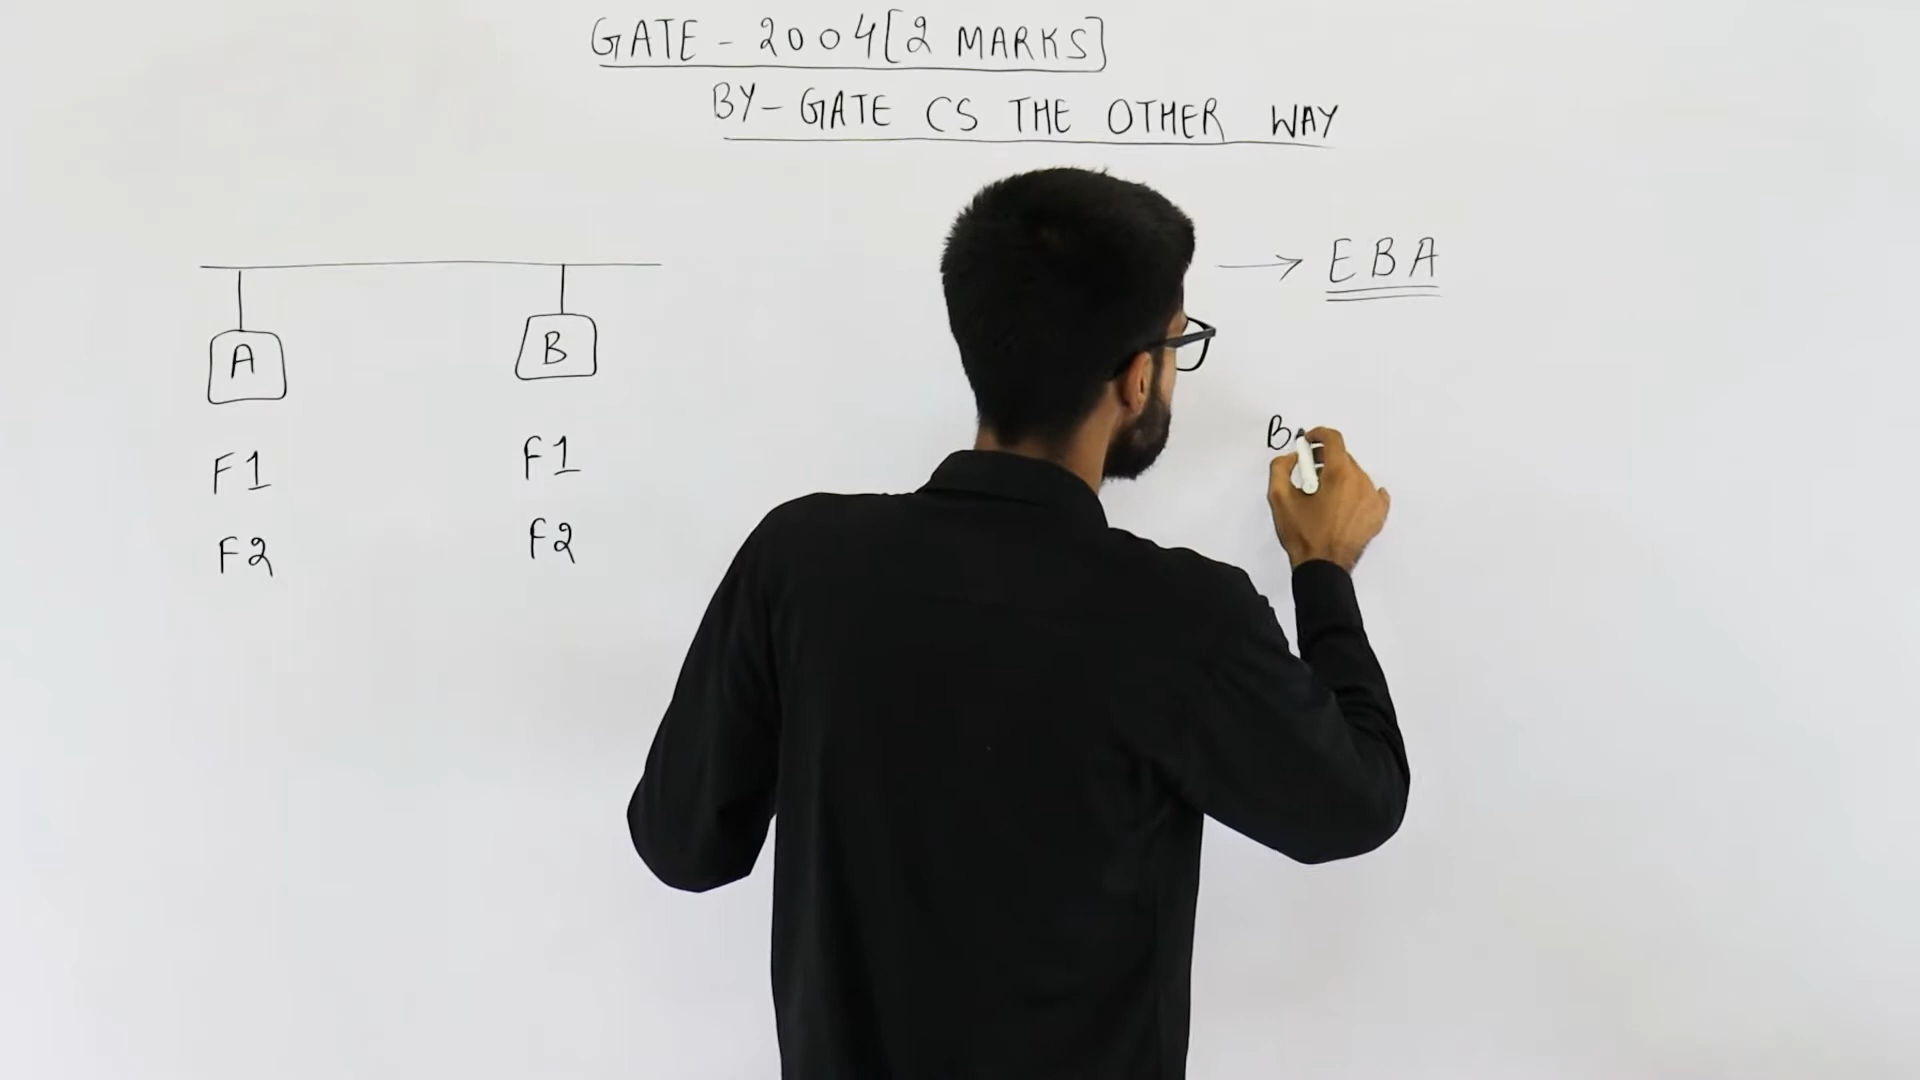 GATE - 2004 [2 MARKS]
BY - GATE CS THE OTHER WAY
→ EBA
A B
F1 F1
F2 F2
B